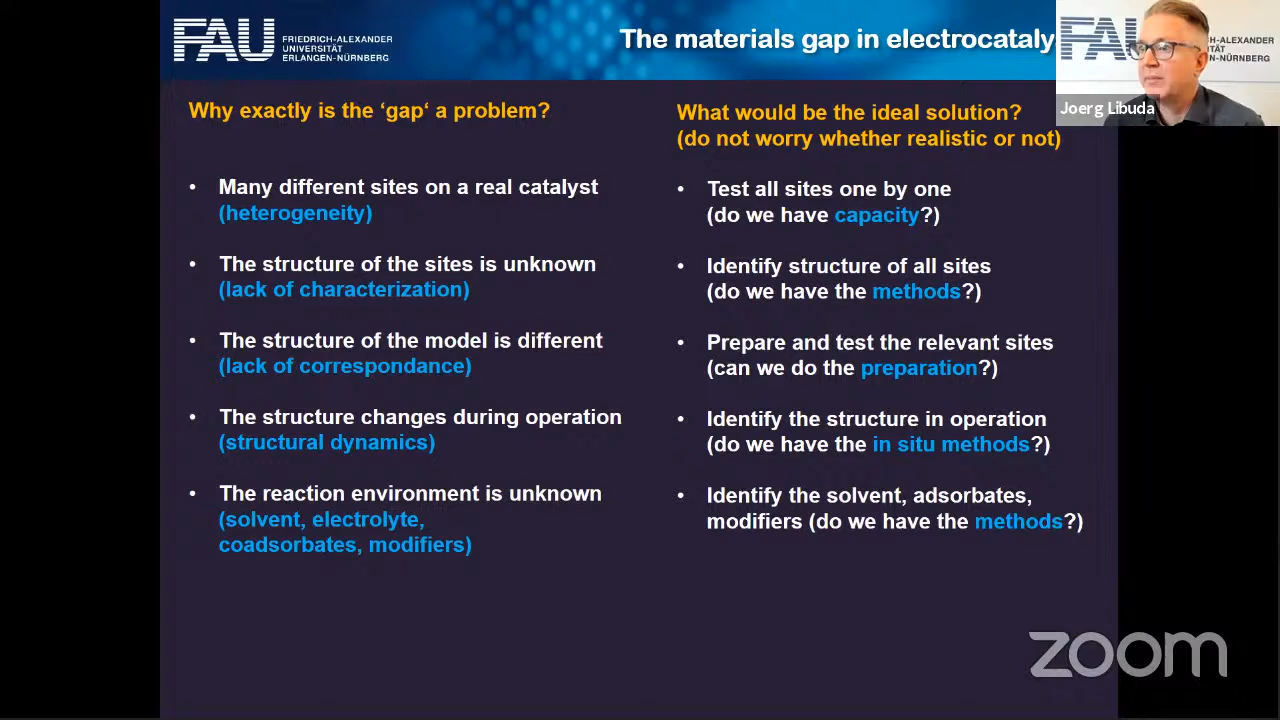 FAU
FRIEDRICH-ALEXANDER
UNIVERSITÄT
ERLANGEN-NÜRNBERG
The materials gap in electrocataly
Joerg Libuda
Why exactly is the ‘gap‘ a problem?
• Many different sites on a real catalyst
(heterogeneity)
• The structure of the sites is unknown
(lack of characterization)
• The structure of the model is different
(lack of correspondance)
• The structure changes during operation
(structural dynamics)
• The reaction environment is unknown
(solvent, electrolyte,
coadsorbates, modifiers)
What would be the ideal solution?
(do not worry whether realistic or not)
• Test all sites one by one
(do we have capacity?)
• Identify structure of all sites
(do we have the methods?)
• Prepare and test the relevant sites
(can we do the preparation?)
• Identify the structure in operation
(do we have the in situ methods?)
• Identify the solvent, adsorbates,
modifiers (do we have the methods?)
zoom